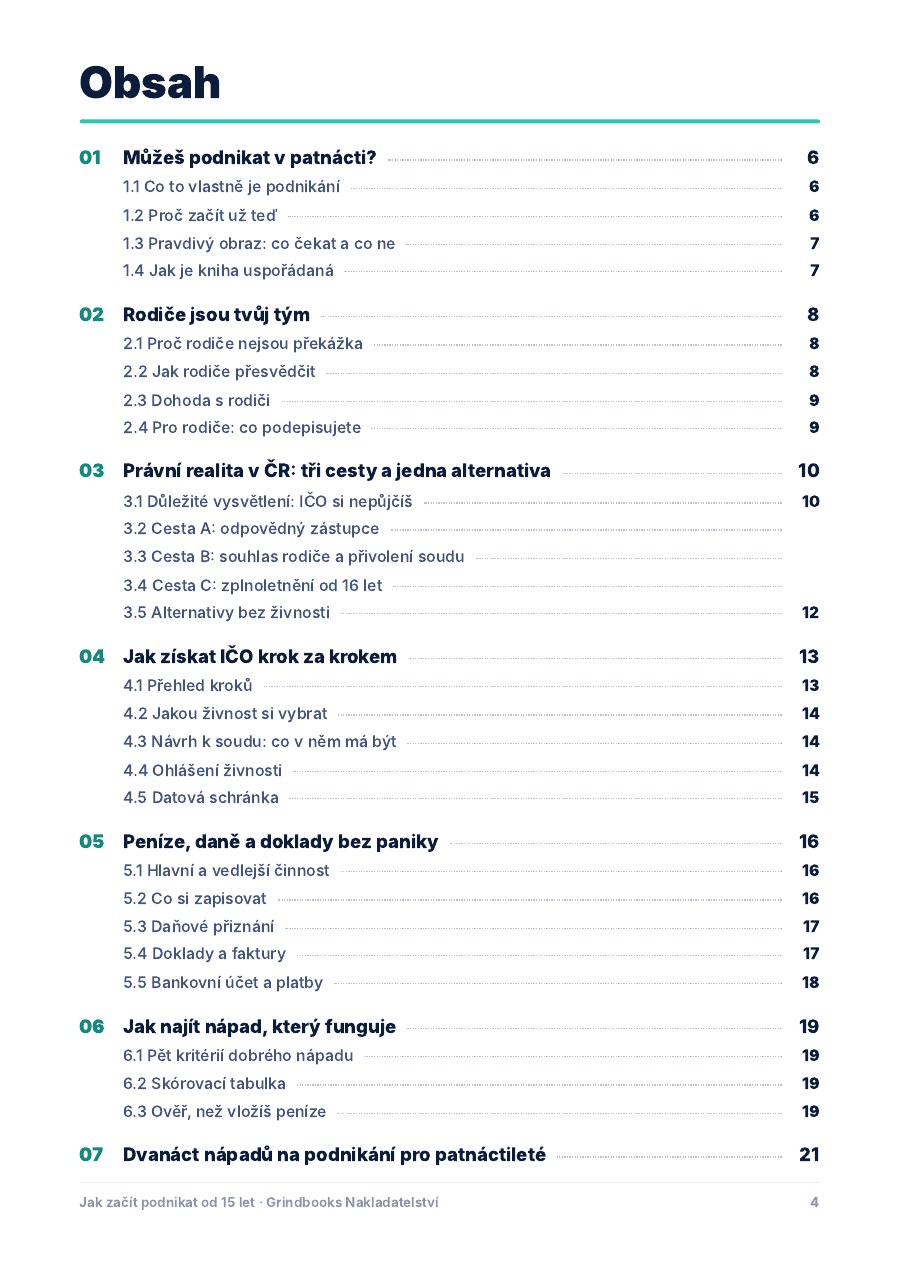 Obsah
01 Můžeš podnikat v patnácti? 6
1.1 Co to vlastně je podnikání 6
1.2 Proč začít už teď 6
1.3 Pravdivý obraz: co čekat a co ne 7
1.4 Jak je kniha uspořádaná 7
02 Rodiče jsou tvůj tým 8
2.1 Proč rodiče nejsou překážka 8
2.2 Jak rodiče přesvědčit 8
2.3 Dohoda s rodiči 9
2.4 Pro rodiče: co podepisujete 9
03 Právní realita v ČR: tři cesty a jedna alternativa 10
3.1 Důležité vysvětlení: IČO si nepůjčíš 10
3.2 Cesta A: odpovědný zástupce
3.3 Cesta B: souhlas rodiče a přivolení soudu
3.4 Cesta C: zplnoletnění od 16 let
3.5 Alternativy bez živnosti 12
04 Jak získat IČO krok za krokem 13
4.1 Přehled kroků 13
4.2 Jakou živnost si vybrat 14
4.3 Návrh k soudu: co v něm má být 14
4.4 Ohlášení živnosti 14
4.5 Datová schránka 15
05 Peníze, daně a doklady bez paniky 16
5.1 Hlavní a vedlejší činnost 16
5.2 Co si zapisovat 16
5.3 Daňové přiznání 17
5.4 Doklady a faktury 17
5.5 Bankovní účet a platby 18
06 Jak najít nápad, který funguje 19
6.1 Pět kritérií dobrého nápadu 19
6.2 Skórovací tabulka 19
6.3 Ověř, než vložíš peníze 19
07 Dvanáct nápadů na podnikání pro patnáctileté 21
Jak začít podnikat od 15 let · Grindbooks Nakladatelství 4